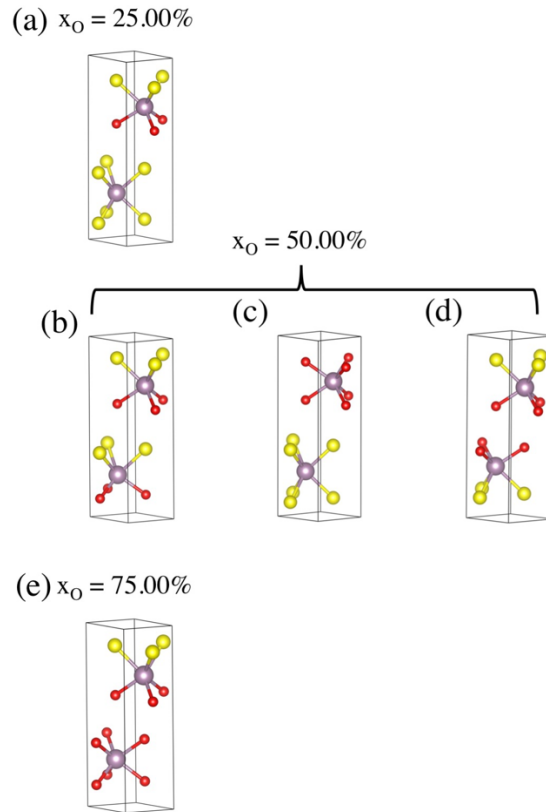 (a) x_O = 25.00%
x_O = 50.00%
(b) (c) (d)
(e) x_O = 75.00%